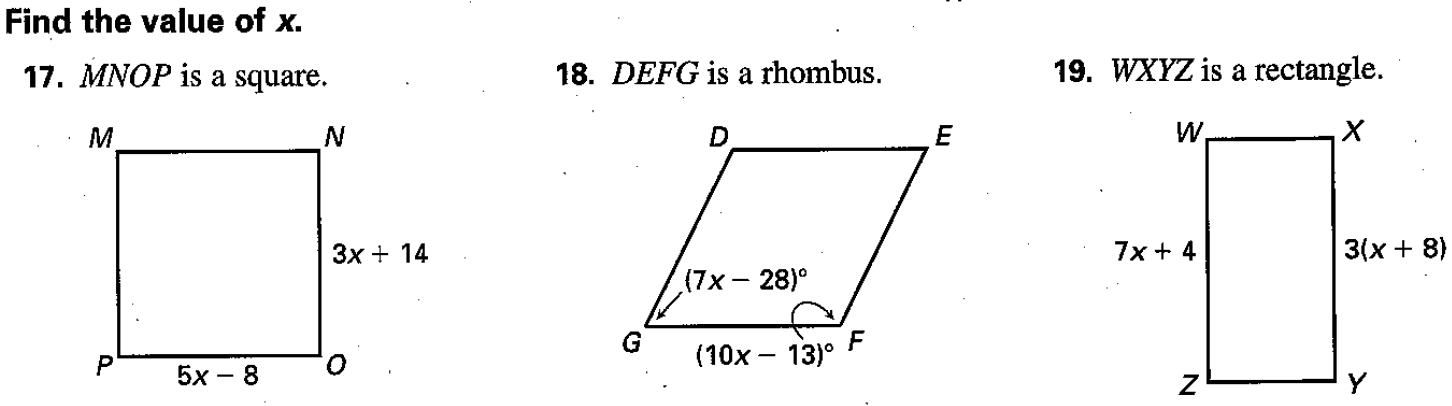 Find the value of x.
17. MNOP is a square.
M
N
3x + 14
P
5x – 8
O
18. DEFG is a rhombus.
D
E
(7x – 28)°
G
(10x – 13)°
F
19. WXYZ is a rectangle.
W
X
7x + 4
3(x + 8)
Z
Y